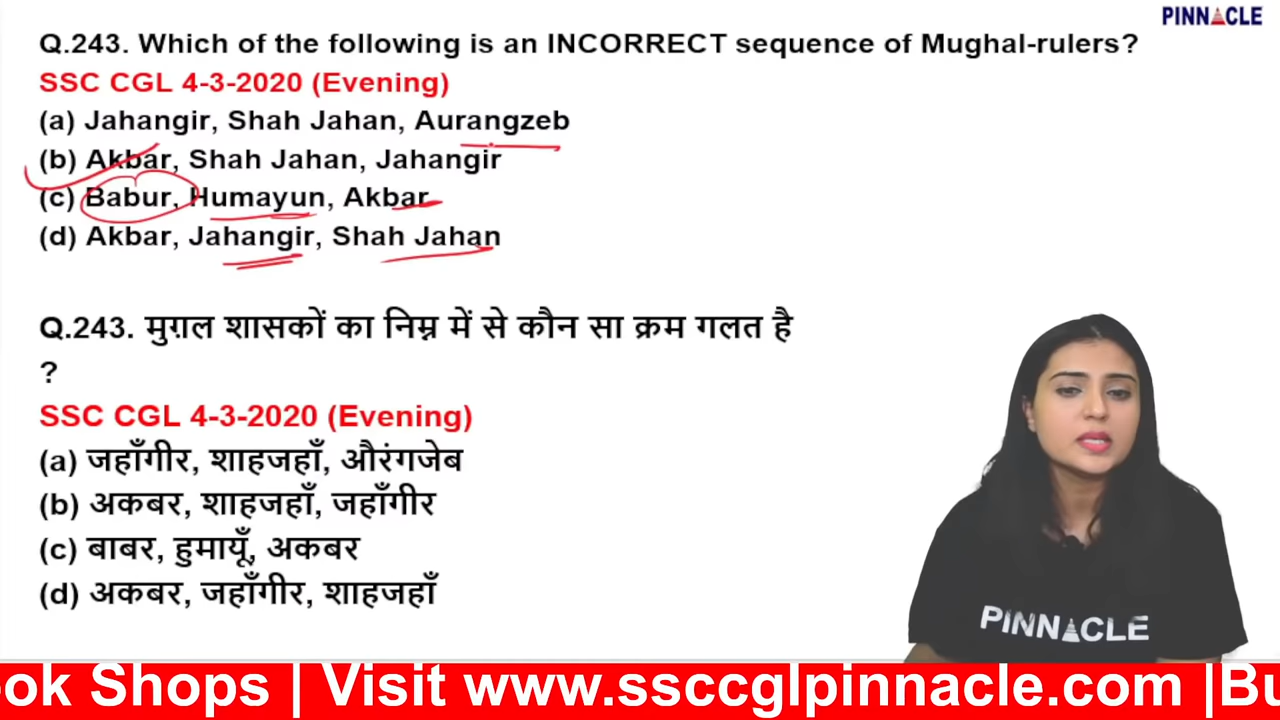 PINNACLE
Q.243. Which of the following is an INCORRECT sequence of Mughal-rulers?
SSC CGL 4-3-2020 (Evening)
(a) Jahangir, Shah Jahan, Aurangzeb
(b) Akbar, Shah Jahan, Jahangir
(c) Babur, Humayun, Akbar
(d) Akbar, Jahangir, Shah Jahan
Q.243. मुग़ल शासकों का निम्न में से कौन सा क्रम गलत है
?
SSC CGL 4-3-2020 (Evening)
(a) जहाँगीर, शाहजहाँ, औरंगजेब
(b) अकबर, शाहजहाँ, जहाँगीर
(c) बाबर, हुमायूँ, अकबर
(d) अकबर, जहाँगीर, शाहजहाँ
PINNACLE
ook Shops | Visit www.ssccglpinnacle.com |Bu